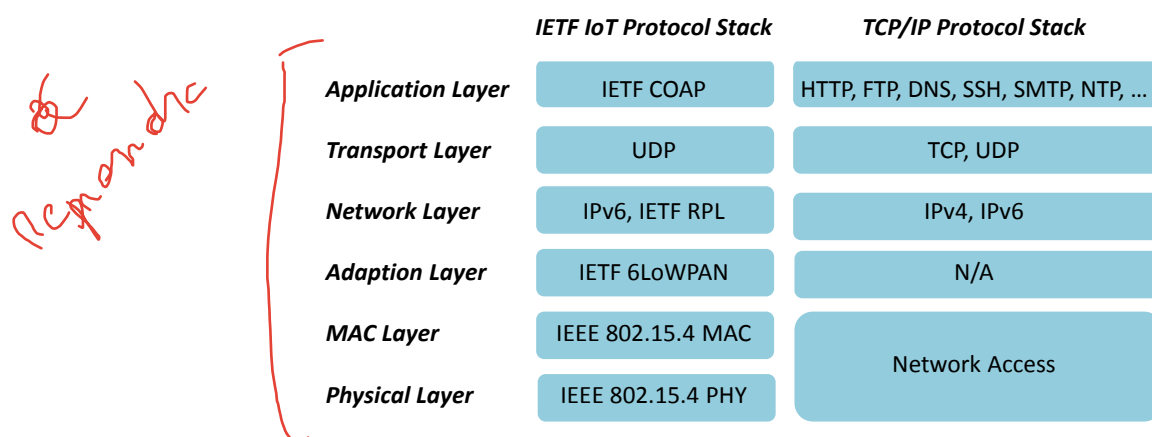 IETF IoT Protocol Stack TCP/IP Protocol Stack
Application Layer IETF COAP HTTP, FTP, DNS, SSH, SMTP, NTP, ...
Transport Layer UDP TCP, UDP
Network Layer IPv6, IETF RPL IPv4, IPv6
Adaption Layer IETF 6LoWPAN N/A
MAC Layer IEEE 802.15.4 MAC
Network Access
Physical Layer IEEE 802.15.4 PHY